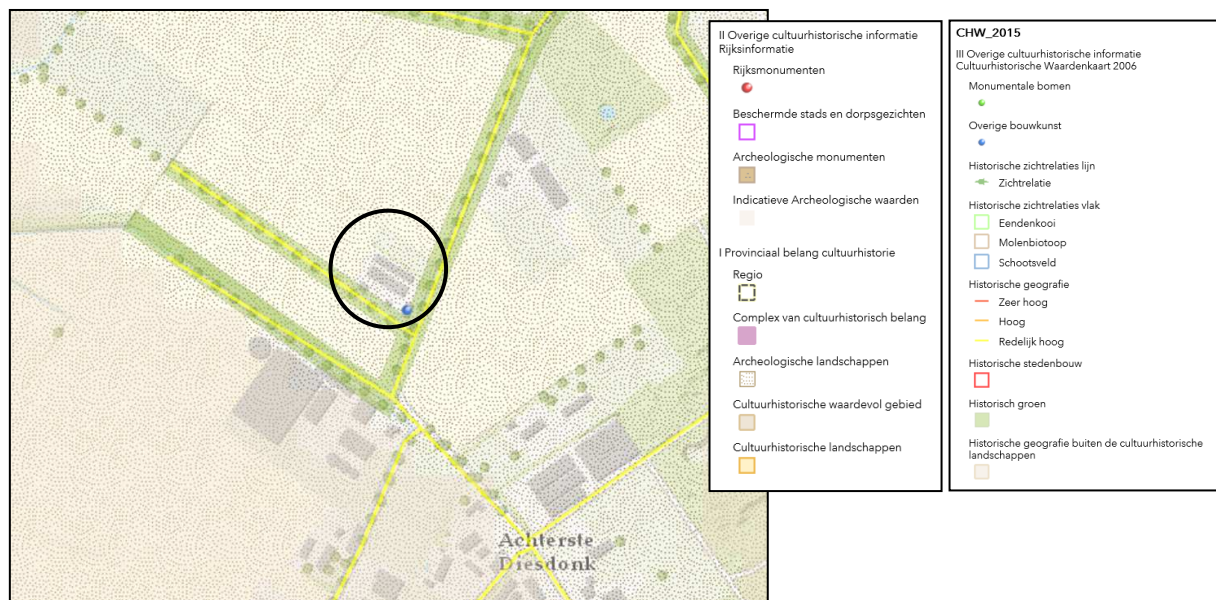 Achterste
Diesdonk
II Overige cultuurhistorische informatie
Rijksinformatie
Rijksmonumenten
Beschermde stads en dorpsgezichten
Archeologische monumenten
Indicatieve Archeologische waarden
I Provinciaal belang cultuurhistorie
Regio
Complex van cultuurhistorisch belang
Archeologische landschappen
Cultuurhistorische waardevol gebied
Cultuurhistorische landschappen
CHW_2015
III Overige cultuurhistorische informatie
Cultuurhistorische Waardenkaart 2006
Monumentale bomen
Overige bouwkunst
Historische zichtrelaties lijn
Zichtrelatie
Historische zichtrelaties vlak
Eendenkooi
Molenbiotoop
Schootsveld
Historische geografie
Zeer hoog
Hoog
Redelijk hoog
Historische stedenbouw
Historisch groen
Historische geografie buiten de cultuurhistorische
landschappen